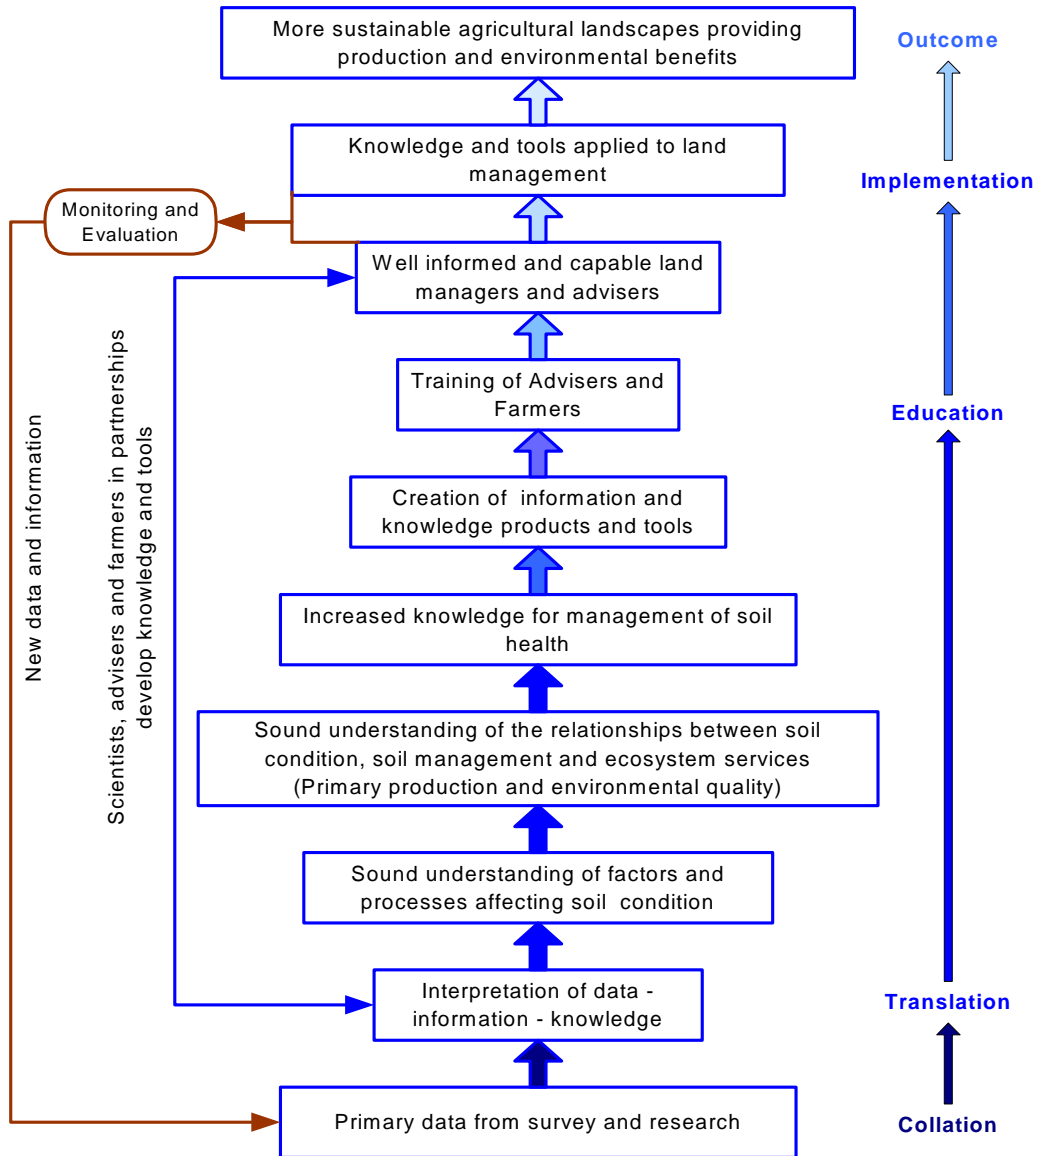 More sustainable agricultural landscapes providing
production and environmental benefits
Outcome
Knowledge and tools applied to land
management
Implementation
Monitoring and
Evaluation
Well informed and capable land
managers and advisers
Training of Advisers and
Farmers
Education
New data and information
Scientists, advisers and farmers in partnerships
develop knowledge and tools
Creation of information and
knowledge products and tools
Increased knowledge for management of soil
health
Sound understanding of the relationships between soil
condition, soil management and ecosystem services
(Primary production and environmental quality)
Sound understanding of factors and
processes affecting soil condition
Interpretation of data -
information - knowledge
Translation
Primary data from survey and research
Collation